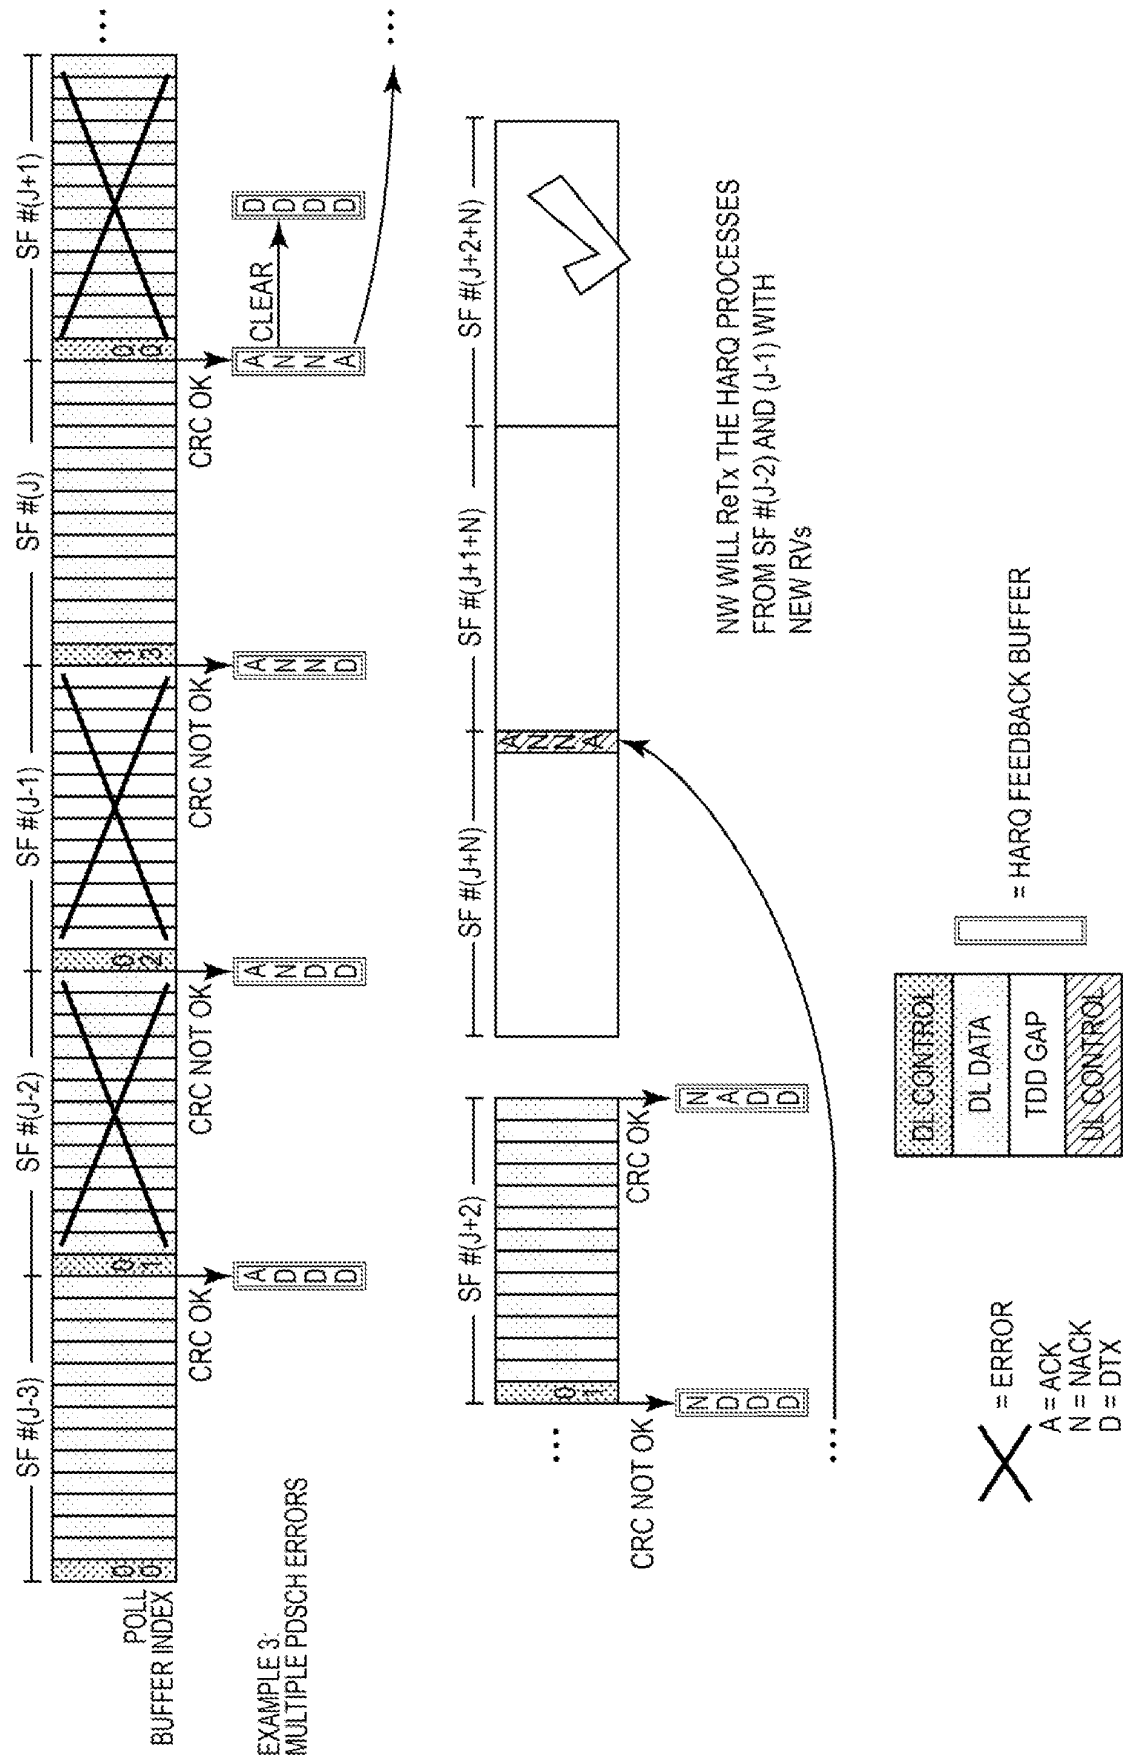 SF #(J-3)
SF #(J-2)
SF #(J-1)
SF #(J)
SF #(J+1)
...
POLL 0 0 0 1 0
BUFFER INDEX 0 1 2 3 0
CRC OK
CRC NOT OK
CRC NOT OK
CRC OK
EXAMPLE 3:
MULTIPLE PDSCH ERRORS
A
D
D
D
A
N
D
D
A
N
N
D
A
N
N
A
CLEAR
D
D
D
D
...
SF #(J+2)
SF #(J+N)
SF #(J+1+N)
SF #(J+2+N)
...
0
1
A
N
N
A
CRC NOT OK
CRC OK
N
D
D
D
N
A
D
D
...
NW WILL ReTx THE HARQ PROCESSES
FROM SF #(J-2) AND (J-1) WITH
NEW RVs
= ERROR
A = ACK
N = NACK
D = DTX
DL CONTROL
DL DATA
TDD GAP
UL CONTROL
= HARQ FEEDBACK BUFFER